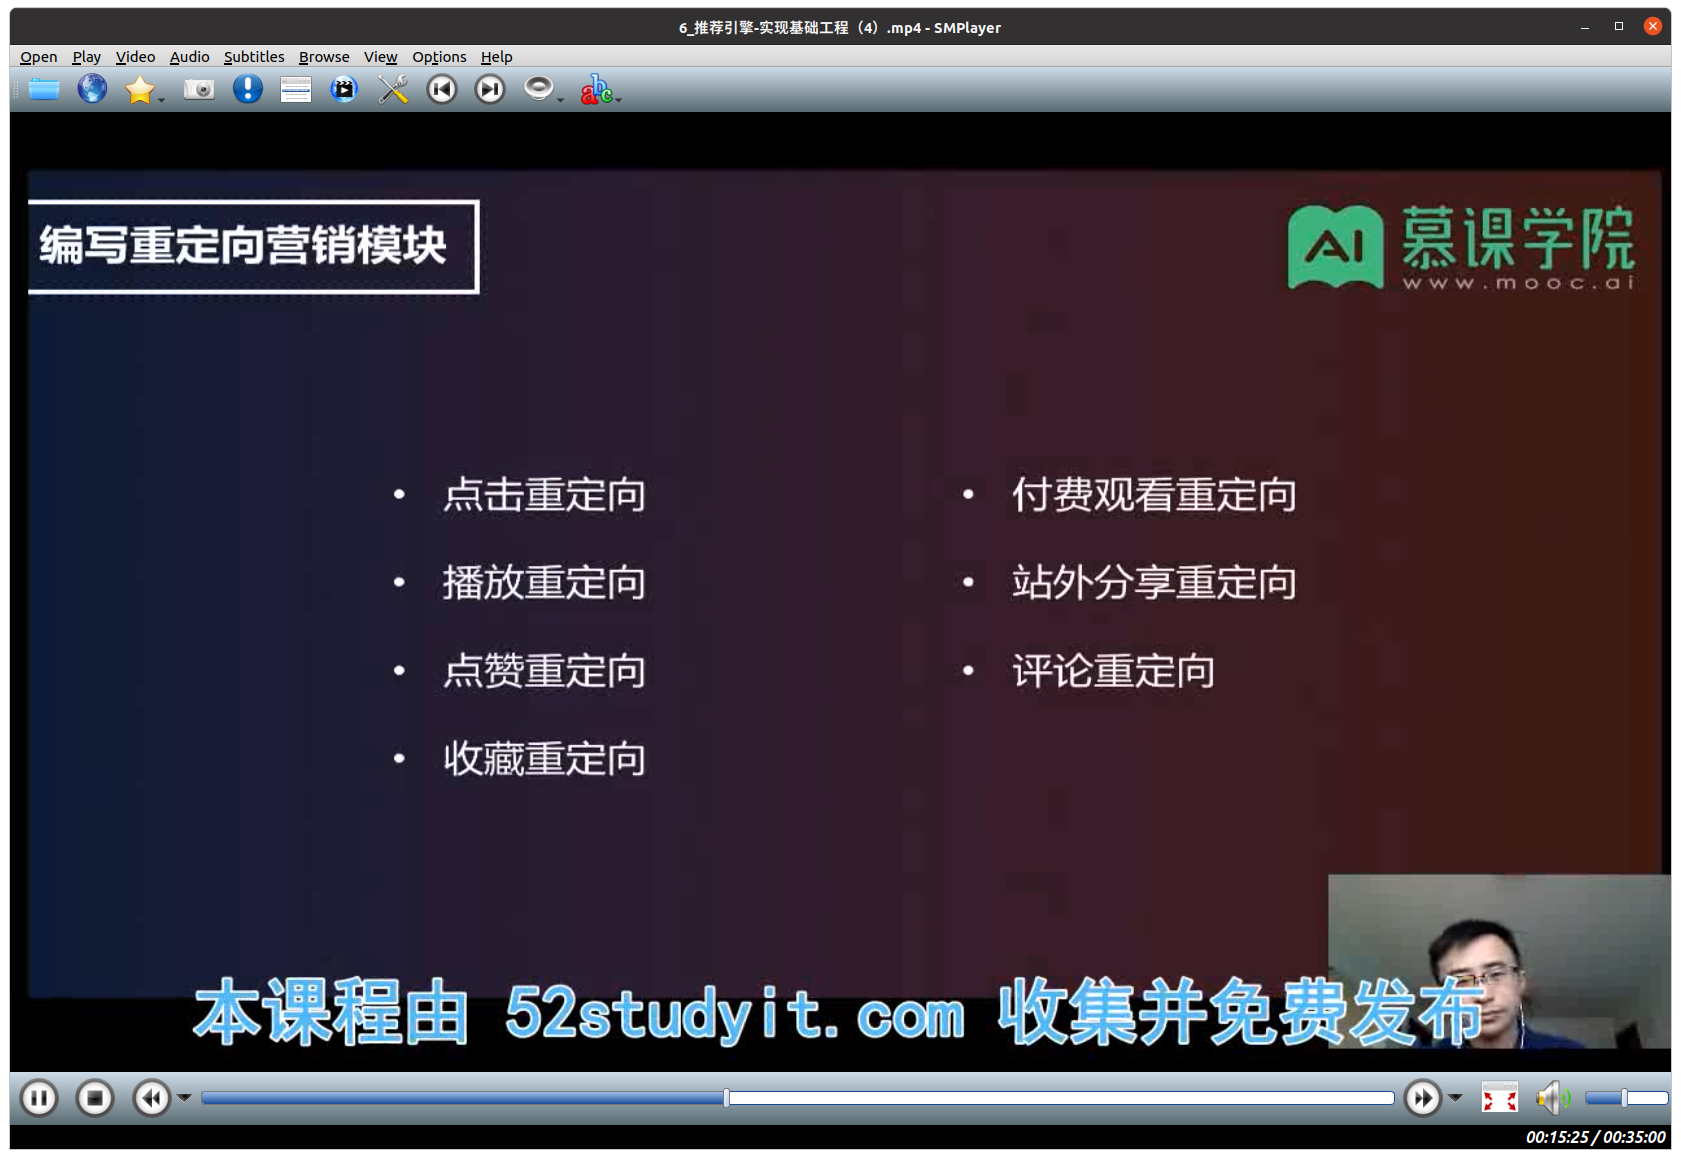 6_推荐引擎-实现基础工程（4）.mp4 - SMPlayer
Open Play Video Audio Subtitles Browse View Options Help
abc
编写重定向营销模块
AI 慕课学院
www.mooc.ai
• 点击重定向
• 播放重定向
• 点赞重定向
• 收藏重定向
• 付费观看重定向
• 站外分享重定向
• 评论重定向
本课程由 52studyit.com 收集并免费发布
00:15:25 / 00:35:00